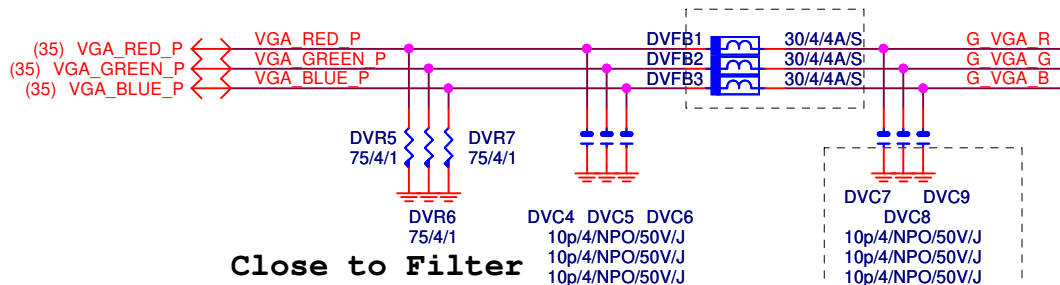 (35) VGA_RED_P VGA_RED_P DVFB1 30/4/4A/S G_VGA_R
(35) VGA_GREEN_P VGA_GREEN_P DVFB2 30/4/4A/S G_VGA_G
(35) VGA_BLUE_P VGA_BLUE_P DVFB3 30/4/4A/S G_VGA_B
DVR5 DVR7
75/4/1 75/4/1
DVC7 DVC9
DVR6 DVC4 DVC5 DVC6 DVC8
75/4/1 10p/4/NPO/50V/J 10p/4/NPO/50V/J
10p/4/NPO/50V/J 10p/4/NPO/50V/J
Close to Filter 10p/4/NPO/50V/J 10p/4/NPO/50V/J